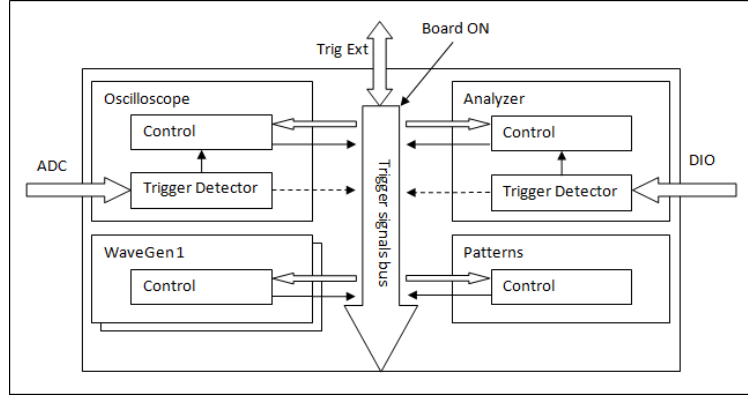 Board ON
Trig Ext
Oscilloscope
Control
ADC
Trigger Detector
Trigger signals bus
Analyzer
Control
DIO
Trigger Detector
WaveGen 1
Control
Patterns
Control